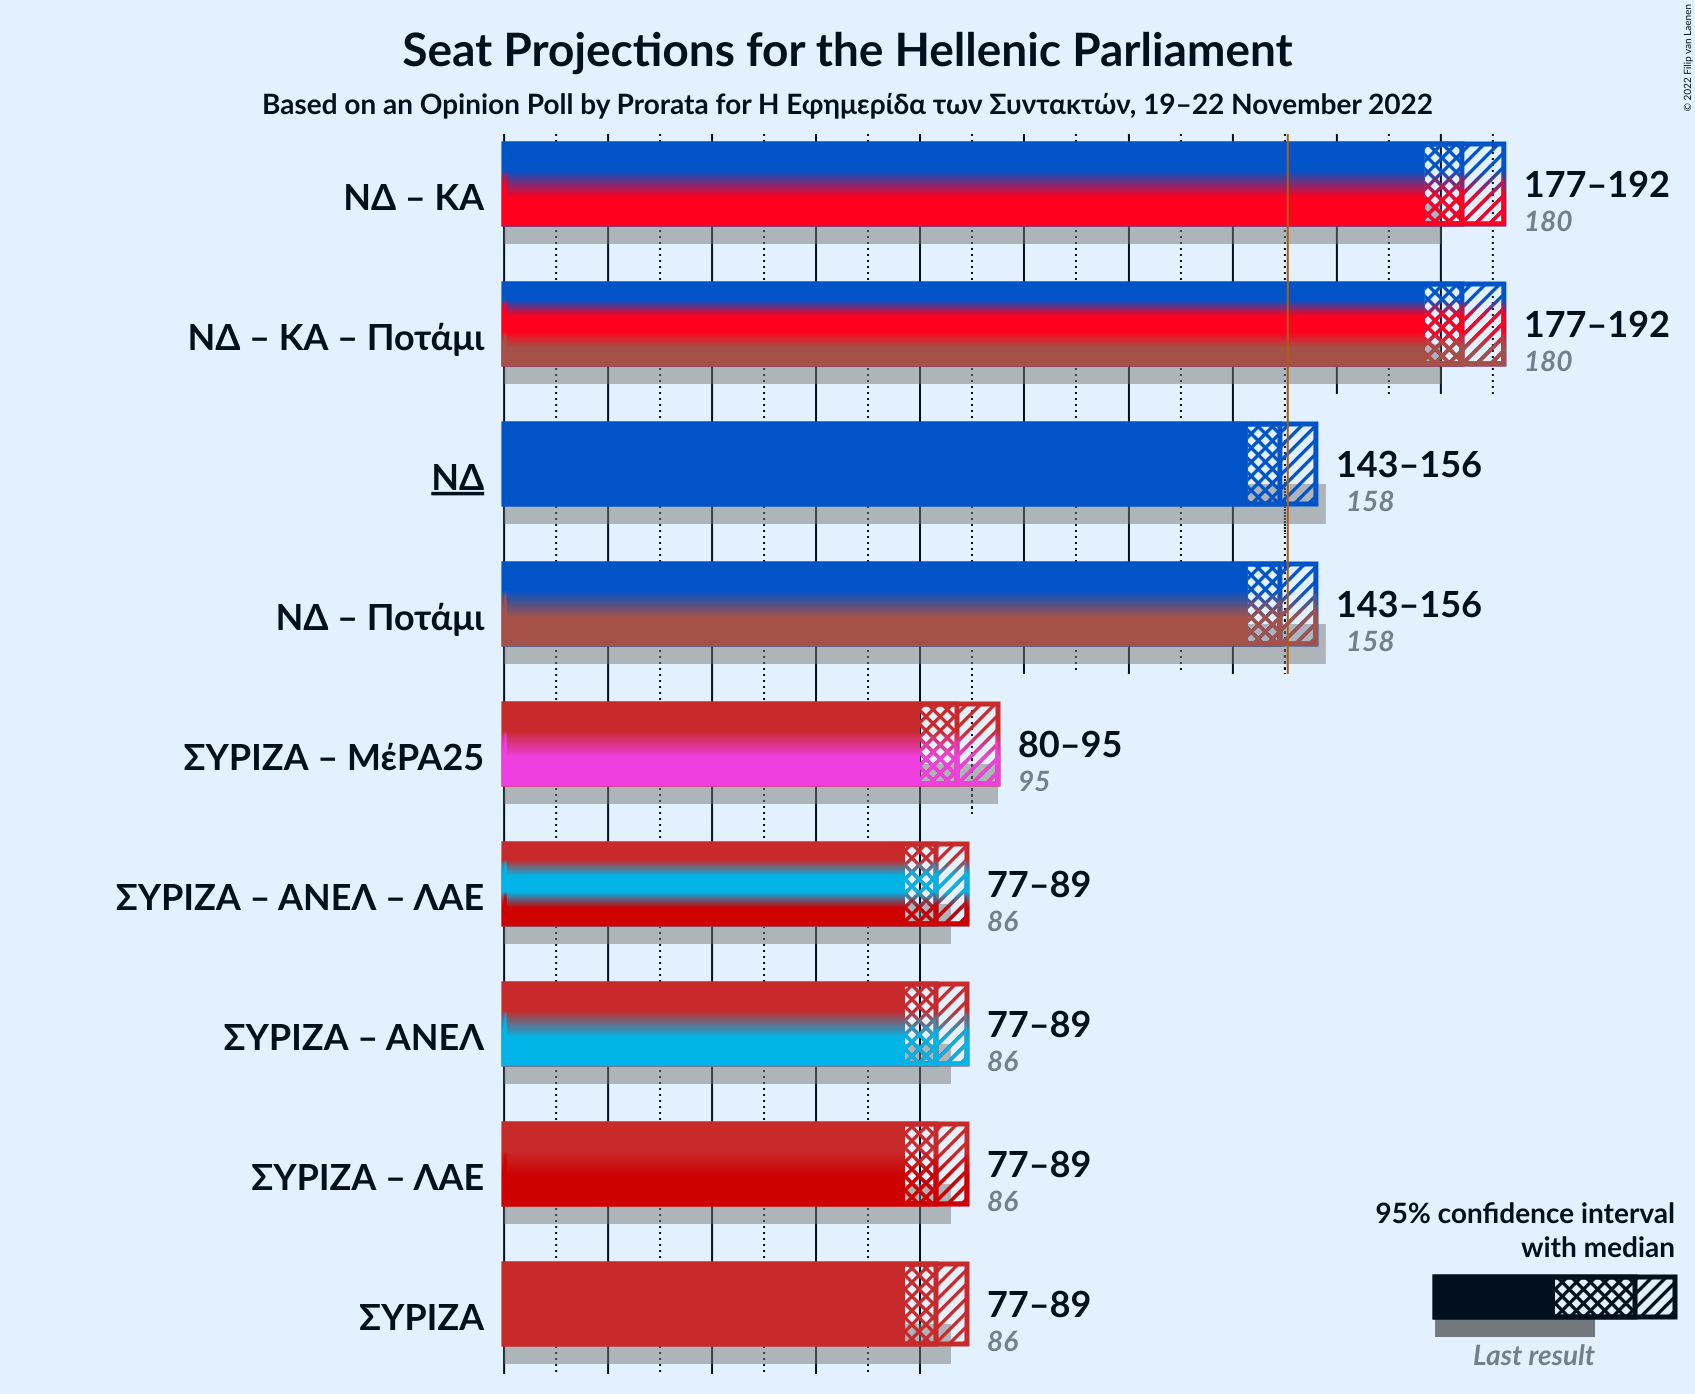 Seat Projections for the Hellenic Parliament
Based on an Opinion Poll by Prorata for Η Εφημερίδα των Συντακτών, 19–22 November 2022
© 2022 Filip van Laenen
ΝΔ – ΚΑ
177–192
180
ΝΔ – ΚΑ – Ποτάμι
177–192
180
ΝΔ
143–156
158
ΝΔ – Ποτάμι
143–156
158
ΣΥΡΙΖΑ – ΜέΡΑ25
80–95
95
ΣΥΡΙΖΑ – ΑΝΕΛ – ΛΑΕ
77–89
86
ΣΥΡΙΖΑ – ΑΝΕΛ
77–89
86
ΣΥΡΙΖΑ – ΛΑΕ
77–89
86
ΣΥΡΙΖΑ
77–89
86
95% confidence interval
with median
Last result